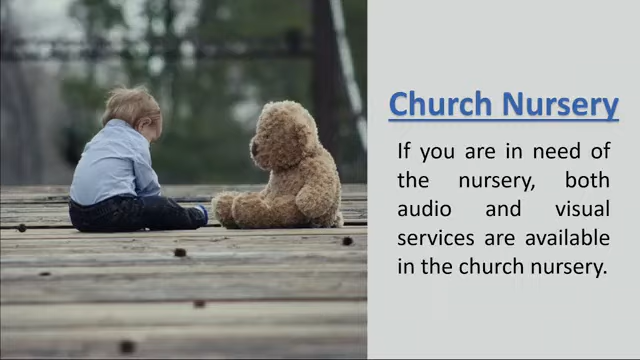 Church Nursery
If you are in need of
the nursery, both
audio and visual
services are available
in the church nursery.